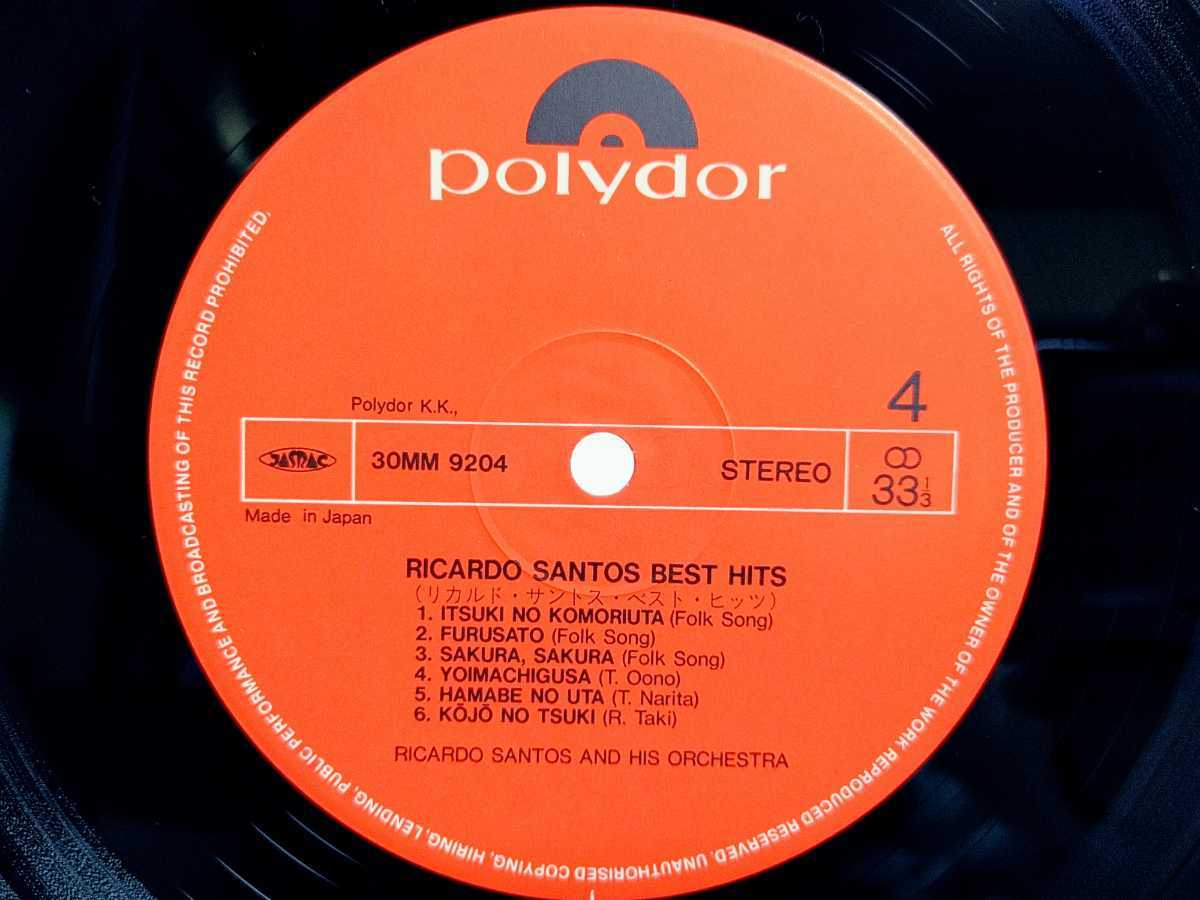 polydor
4
Polydor K.K.,
JASRAC
30MM 9204
STEREO
33 1/3
Made in Japan
RICARDO SANTOS BEST HITS
(リカルド・サントス・ベスト・ヒッツ)
1. ITSUKI NO KOMORIUTA (Folk Song)
2. FURUSATO (Folk Song)
3. SAKURA, SAKURA (Folk Song)
4. YOIMACHIGUSA (T. Oono)
5. HAMABE NO UTA (T. Narita)
6. KŌJŌ NO TSUKI (R. Taki)
RICARDO SANTOS AND HIS ORCHESTRA
ALL RIGHTS OF THE PRODUCER AND OF THE OWNER OF THE WORK REPRODUCED RESERVED. UNAUTHORISED COPYING, HIRING, LENDING, PUBLIC PERFORMANCE AND BROADCASTING OF THIS RECORD PROHIBITED.